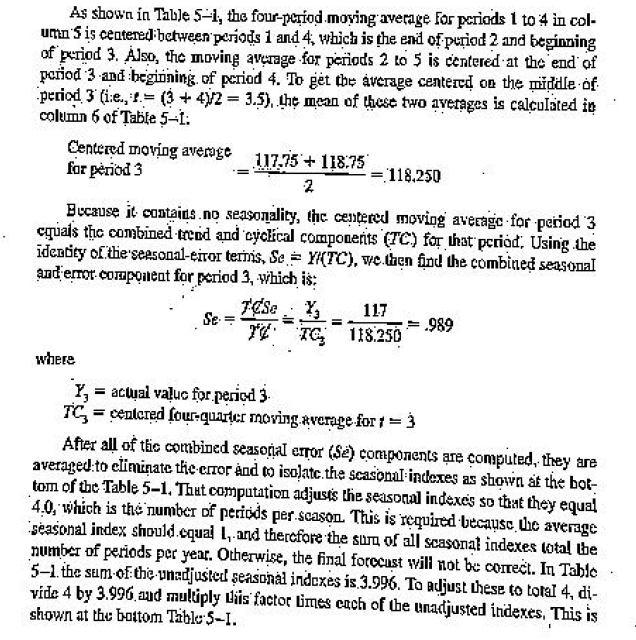 As shown in Table 5–1, the four-period moving average for periods 1 to 4 in col-
umn 5 is centered between periods 1 and 4, which is the end of period 2 and beginning
of period 3. Also, the moving average for periods 2 to 5 is centered at the end of
period 3 and beginning of period 4. To get the average centered on the middle of
period 3 (i.e., t = (3 + 4)/2 = 3.5), the mean of these two averages is calculated in
column 6 of Table 5–1:
Centered moving average
for period 3 = 117.75 + 118.75 / 2 = 118.250
Because it contains no seasonality, the centered moving average for period 3
equals the combined trend and cyclical components (TC) for that period. Using the
identity of the seasonal-error terms, Se = Y/(TC), we then find the combined seasonal
and error component for period 3, which is:
Se = TCSe / TC = Y₃ / TC₃ = 117 / 118.250 = .989
where
Y₃ = actual value for period 3
TC₃ = centered four-quarter moving average for t = 3
After all of the combined seasonal error (Se) components are computed, they are
averaged to eliminate the error and to isolate the seasonal indexes as shown at the bot-
tom of the Table 5–1. That computation adjusts the seasonal indexes so that they equal
4.0, which is the number of periods per season. This is required because the average
seasonal index should equal 1, and therefore the sum of all seasonal indexes total the
number of periods per year. Otherwise, the final forecast will not be correct. In Table
5–1 the sum of the unadjusted seasonal indexes is 3.996. To adjust these to total 4, di-
vide 4 by 3.996 and multiply this factor times each of the unadjusted indexes. This is
shown at the bottom Table 5–1.